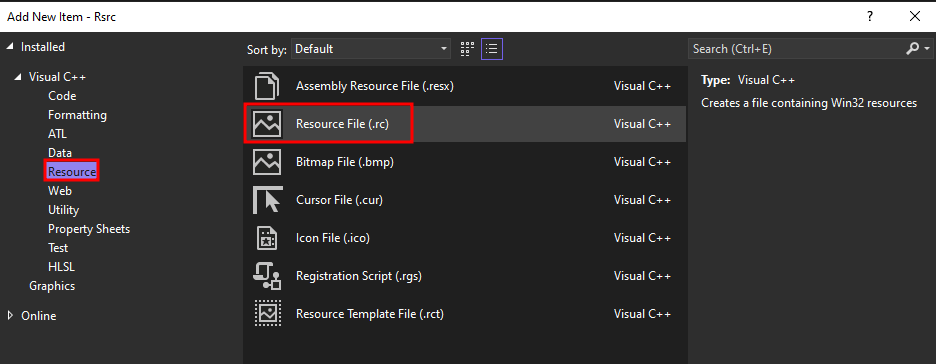 Add New Item - Rsrc
?
Installed
Sort by: Default
Search (Ctrl+E)
Visual C++
Code
Formatting
ATL
Data
Resource
Web
Utility
Property Sheets
Test
HLSL
Graphics
Online
Assembly Resource File (.resx) Visual C++
Resource File (.rc) Visual C++
Bitmap File (.bmp) Visual C++
Cursor File (.cur) Visual C++
Icon File (.ico) Visual C++
Registration Script (.rgs) Visual C++
Resource Template File (.rct) Visual C++
Type: Visual C++
Creates a file containing Win32 resources